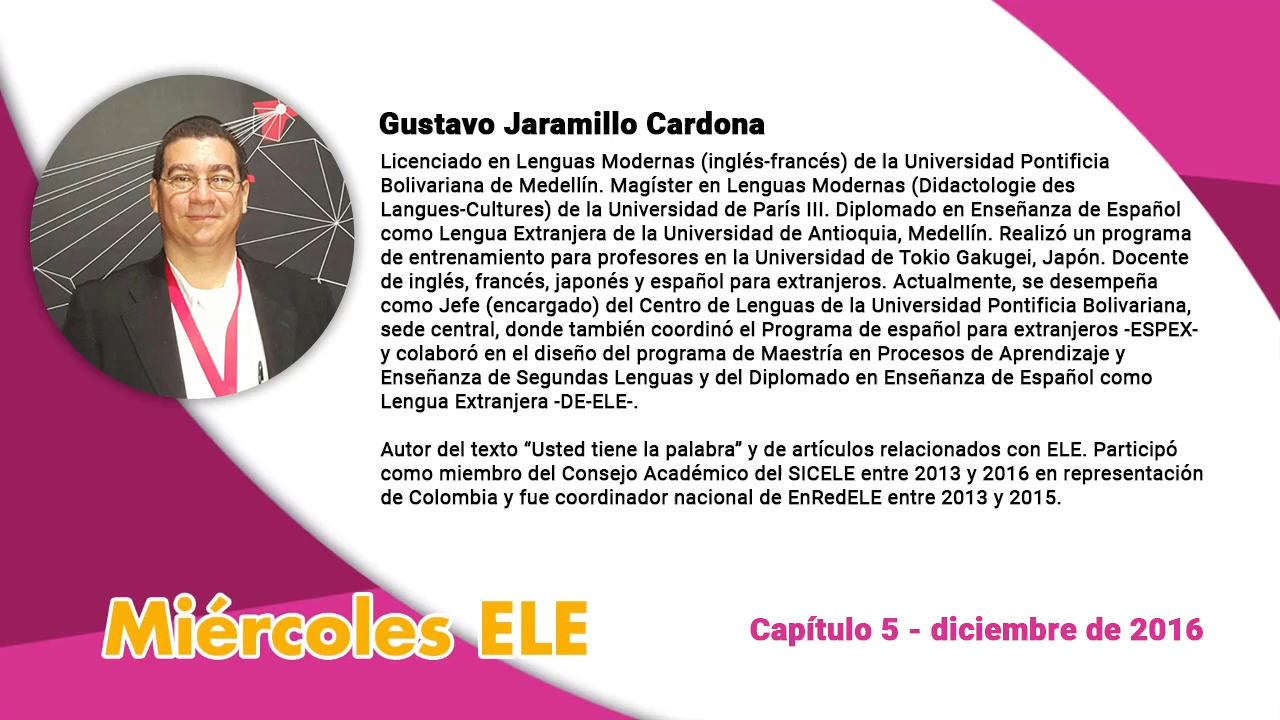 Gustavo Jaramillo Cardona
Licenciado en Lenguas Modernas (inglés-francés) de la Universidad Pontificia
Bolivariana de Medellín. Magíster en Lenguas Modernas (Didactologie des
Langues-Cultures) de la Universidad de París III. Diplomado en Enseñanza de Español
como Lengua Extranjera de la Universidad de Antioquia, Medellín. Realizó un programa
de entrenamiento para profesores en la Universidad de Tokio Gakugei, Japón. Docente
de inglés, francés, japonés y español para extranjeros. Actualmente, se desempeña
como Jefe (encargado) del Centro de Lenguas de la Universidad Pontificia Bolivariana,
sede central, donde también coordinó el Programa de español para extranjeros -ESPEX-
y colaboró en el diseño del programa de Maestría en Procesos de Aprendizaje y
Enseñanza de Segundas Lenguas y del Diplomado en Enseñanza de Español como
Lengua Extranjera -DE-ELE-.
Autor del texto “Usted tiene la palabra” y de artículos relacionados con ELE. Participó
como miembro del Consejo Académico del SICELE entre 2013 y 2016 en representación
de Colombia y fue coordinador nacional de EnRedELE entre 2013 y 2015.
Miércoles ELE
Capítulo 5 - diciembre de 2016